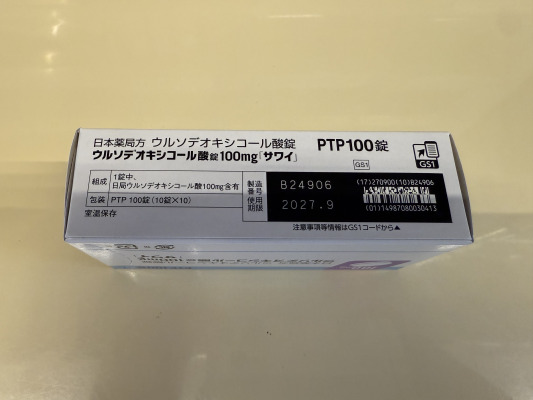 日本薬局方 ウルソデオキシコール酸錠
ウルソデオキシコール酸錠100mg「サワイ」
PTP100錠
GS1
GS1
組成 1錠中、
日局ウルソデオキシコール酸100mg含有
包装 PTP 100錠(10錠×10)
室温保存
製造番号 B24906
使用期限 2027.9
(17)270900(10)B24906
(01)14987080030413
注意事項等情報はGS1コードから▲